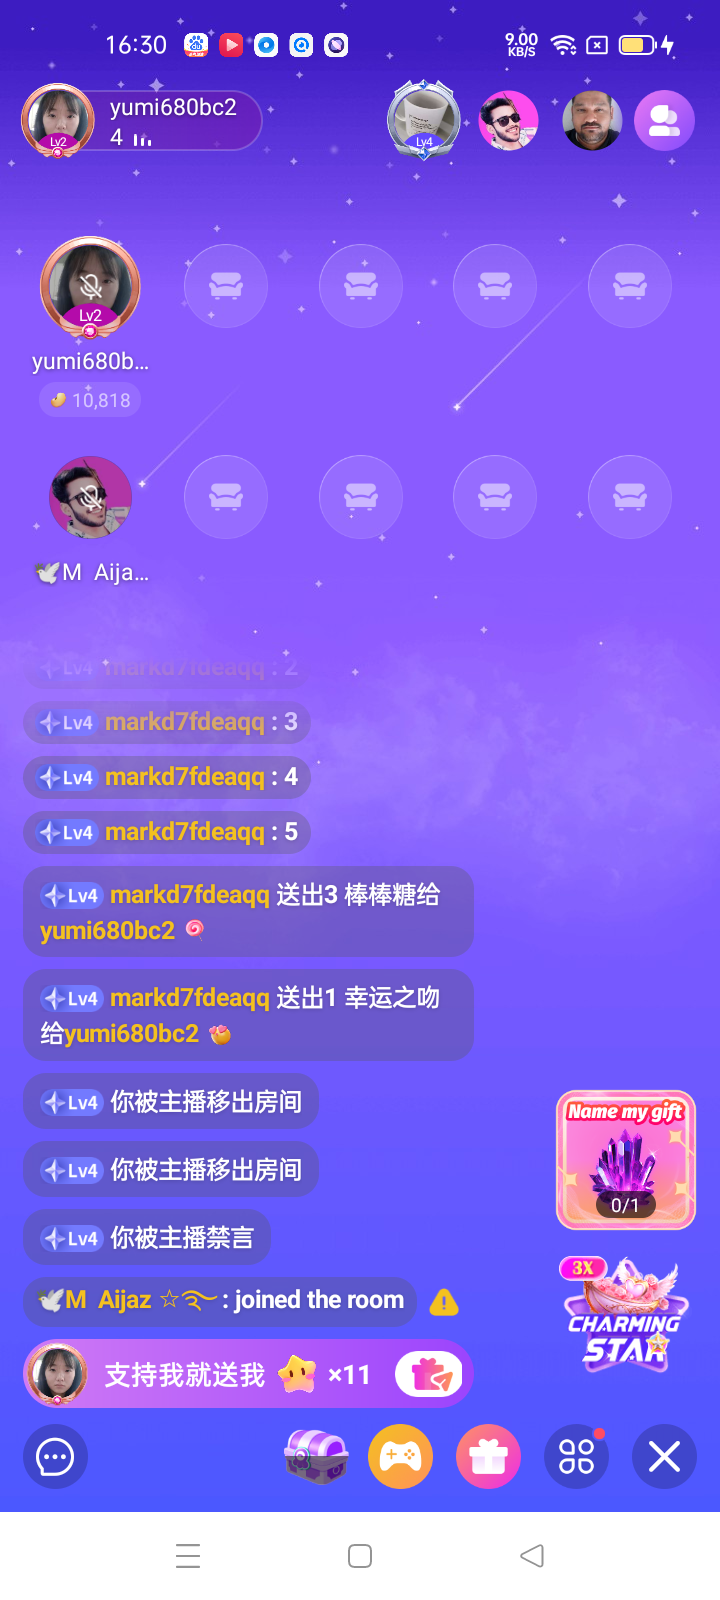 16:30
9.00
KB/S
yumi680bc2
4
Lv2
Lv4
Lv2
yumi680b...
10,818
M Aija...
Lv4 markd7fdeaqq : 2
Lv4 markd7fdeaqq : 3
Lv4 markd7fdeaqq : 4
Lv4 markd7fdeaqq : 5
Lv4 markd7fdeaqq 送出3 棒棒糖给
yumi680bc2
Lv4 markd7fdeaqq 送出1 幸运之吻
给yumi680bc2
Lv4 你被主播移出房间
Lv4 你被主播移出房间
Lv4 你被主播禁言
Name my gift
0/1
M Aijaz ☆ : joined the room
3X
CHARMING
STAR
支持我就送我 ×11